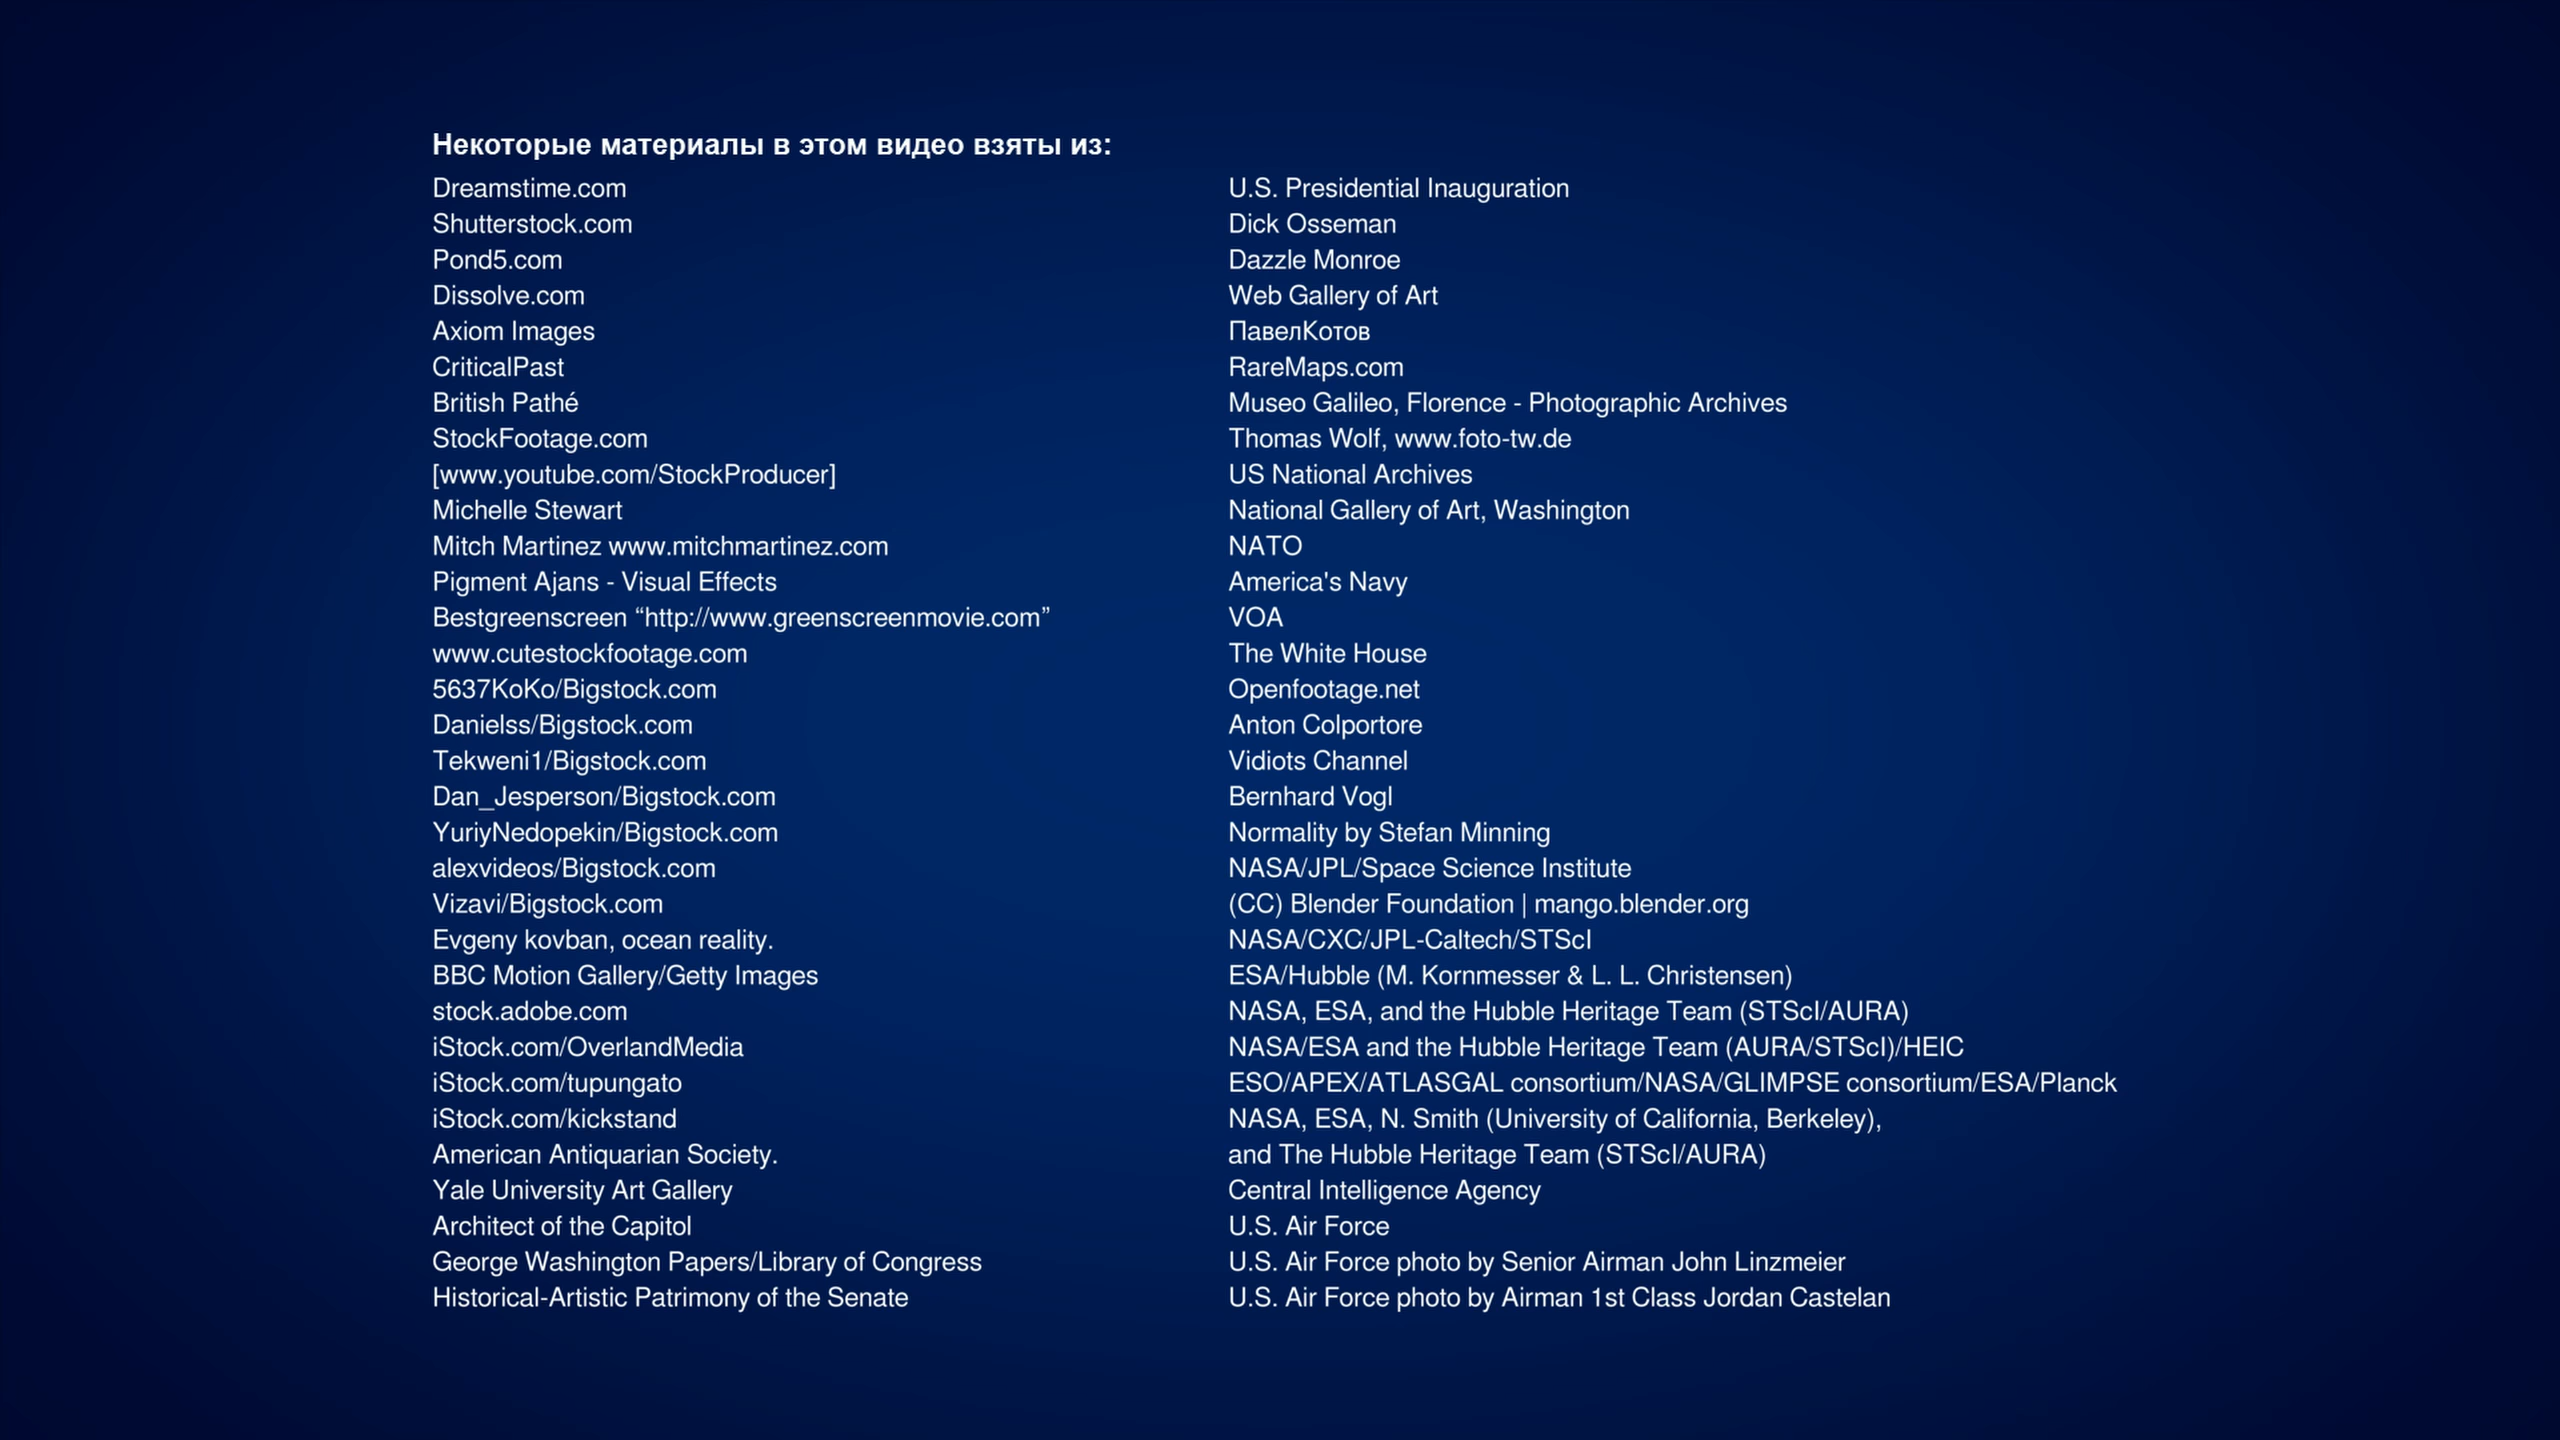 Некоторые материалы в этом видео взяты из:
Dreamstime.com
Shutterstock.com
Pond5.com
Dissolve.com
Axiom Images
CriticalPast
British Pathé
StockFootage.com
[www.youtube.com/StockProducer]
Michelle Stewart
Mitch Martinez www.mitchmartinez.com
Pigment Ajans - Visual Effects
Bestgreenscreen “http://www.greenscreenmovie.com”
www.cutestockfootage.com
5637KoKo/Bigstock.com
Danielss/Bigstock.com
Tekweni1/Bigstock.com
Dan_Jesperson/Bigstock.com
YuriyNedopekin/Bigstock.com
alexvideos/Bigstock.com
Vizavi/Bigstock.com
Evgeny kovban, ocean reality.
BBC Motion Gallery/Getty Images
stock.adobe.com
iStock.com/OverlandMedia
iStock.com/tupungato
iStock.com/kickstand
American Antiquarian Society.
Yale University Art Gallery
Architect of the Capitol
George Washington Papers/Library of Congress
Historical-Artistic Patrimony of the Senate
U.S. Presidential Inauguration
Dick Osseman
Dazzle Monroe
Web Gallery of Art
ПавелКотов
RareMaps.com
Museo Galileo, Florence - Photographic Archives
Thomas Wolf, www.foto-tw.de
US National Archives
National Gallery of Art, Washington
NATO
America's Navy
VOA
The White House
Openfootage.net
Anton Colportore
Vidiots Channel
Bernhard Vogl
Normality by Stefan Minning
NASA/JPL/Space Science Institute
(CC) Blender Foundation | mango.blender.org
NASA/CXC/JPL-Caltech/STScI
ESA/Hubble (M. Kornmesser & L. L. Christensen)
NASA, ESA, and the Hubble Heritage Team (STScI/AURA)
NASA/ESA and the Hubble Heritage Team (AURA/STScI)/HEIC
ESO/APEX/ATLASGAL consortium/NASA/GLIMPSE consortium/ESA/Planck
NASA, ESA, N. Smith (University of California, Berkeley),
and The Hubble Heritage Team (STScI/AURA)
Central Intelligence Agency
U.S. Air Force
U.S. Air Force photo by Senior Airman John Linzmeier
U.S. Air Force photo by Airman 1st Class Jordan Castelan